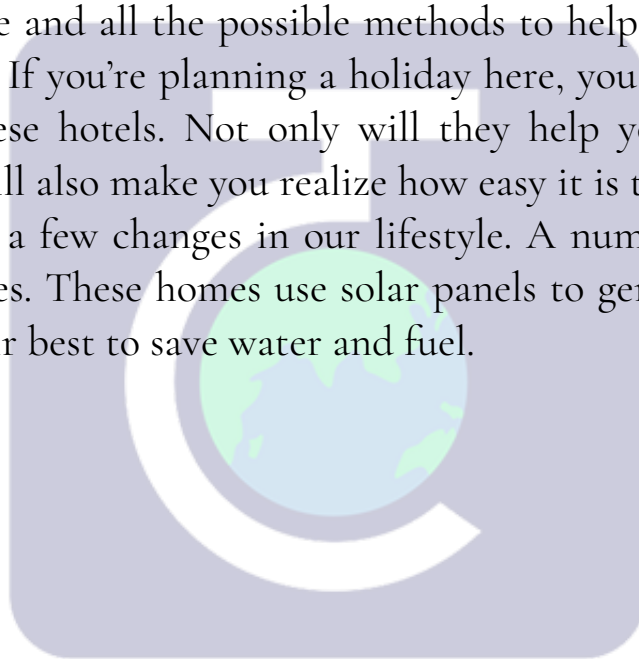 e and all the possible methods to help
If you’re planning a holiday here, you
ese hotels. Not only will they help y
ll also make you realize how easy it is t
a few changes in our lifestyle. A num
es. These homes use solar panels to ge
r best to save water and fuel.